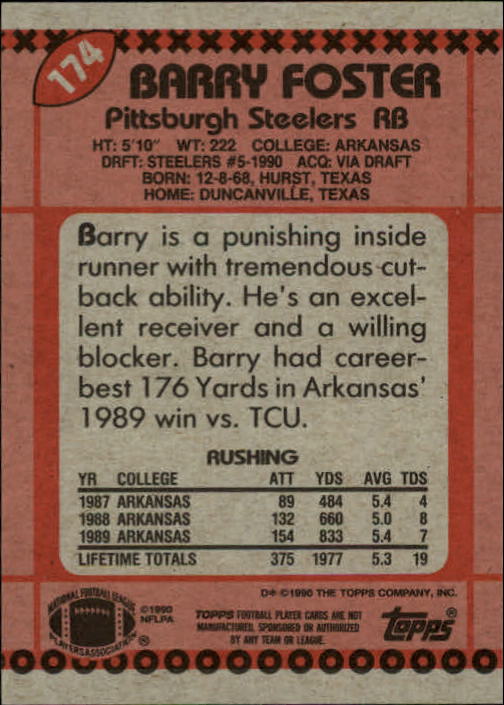 174
BARRY FOSTER
Pittsburgh Steelers RB
HT: 5'10" WT: 222 COLLEGE: ARKANSAS
DRFT: STEELERS #5-1990 ACQ: VIA DRAFT
BORN: 12-8-68, HURST, TEXAS
HOME: DUNCANVILLE, TEXAS
Barry is a punishing inside
runner with tremendous cut-
back ability. He's an excel-
lent receiver and a willing
blocker. Barry had career-
best 176 Yards in Arkansas'
1989 win vs. TCU.
RUSHING
YR COLLEGE ATT YDS AVG TDS
1987 ARKANSAS 89 484 5.4 4
1988 ARKANSAS 132 660 5.0 8
1989 ARKANSAS 154 833 5.4 7
LIFETIME TOTALS 375 1977 5.3 19
D* ©1990 THE TOPPS COMPANY, INC.
NATIONAL FOOTBALL LEAGUE
PLAYERS ASSOCIATION ®
©1990
NFLPA
TOPPS FOOTBALL PLAYER CARDS ARE NOT
MANUFACTURED, SPONSORED OR AUTHORIZED
BY ANY TEAM OR LEAGUE.
topps®